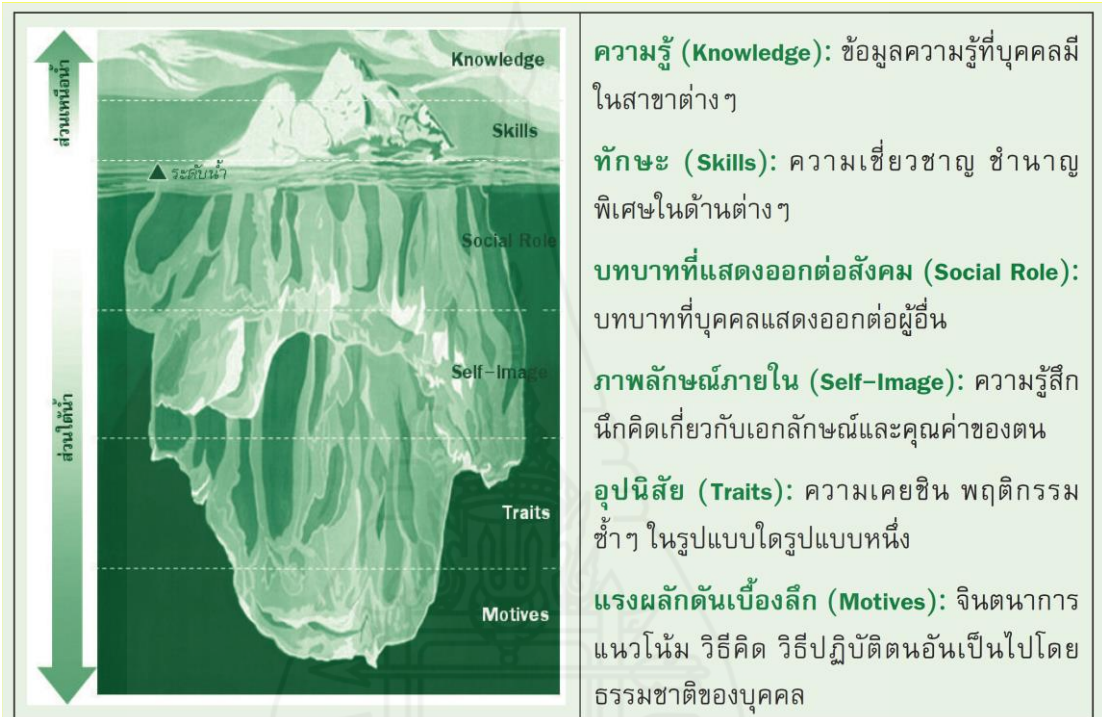 ส่วนเหนือน้ำ
ส่วนใต้น้ำ
Knowledge
Skills
ระดับน้ำ
Social Role
Self-Image
Traits
Motives
ความรู้ (Knowledge): ข้อมูลความรู้ที่บุคคลมี
ในสาขาต่างๆ
ทักษะ (Skills): ความเชี่ยวชาญ ชำนาญ
พิเศษในด้านต่างๆ
บทบาทที่แสดงออกต่อสังคม (Social Role):
บทบาทที่บุคคลแสดงออกต่อผู้อื่น
ภาพลักษณ์ภายใน (Self-Image): ความรู้สึก
นึกคิดเกี่ยวกับเอกลักษณ์และคุณค่าของตน
อุปนิสัย (Traits): ความเคยชิน พฤติกรรม
ซ้ำๆ ในรูปแบบใดรูปแบบหนึ่ง
แรงผลักดันเบื้องลึก (Motives): จินตนาการ
แนวโน้ม วิธีคิด วิธีปฏิบัติตนอันเป็นไปโดย
ธรรมชาติของบุคคล